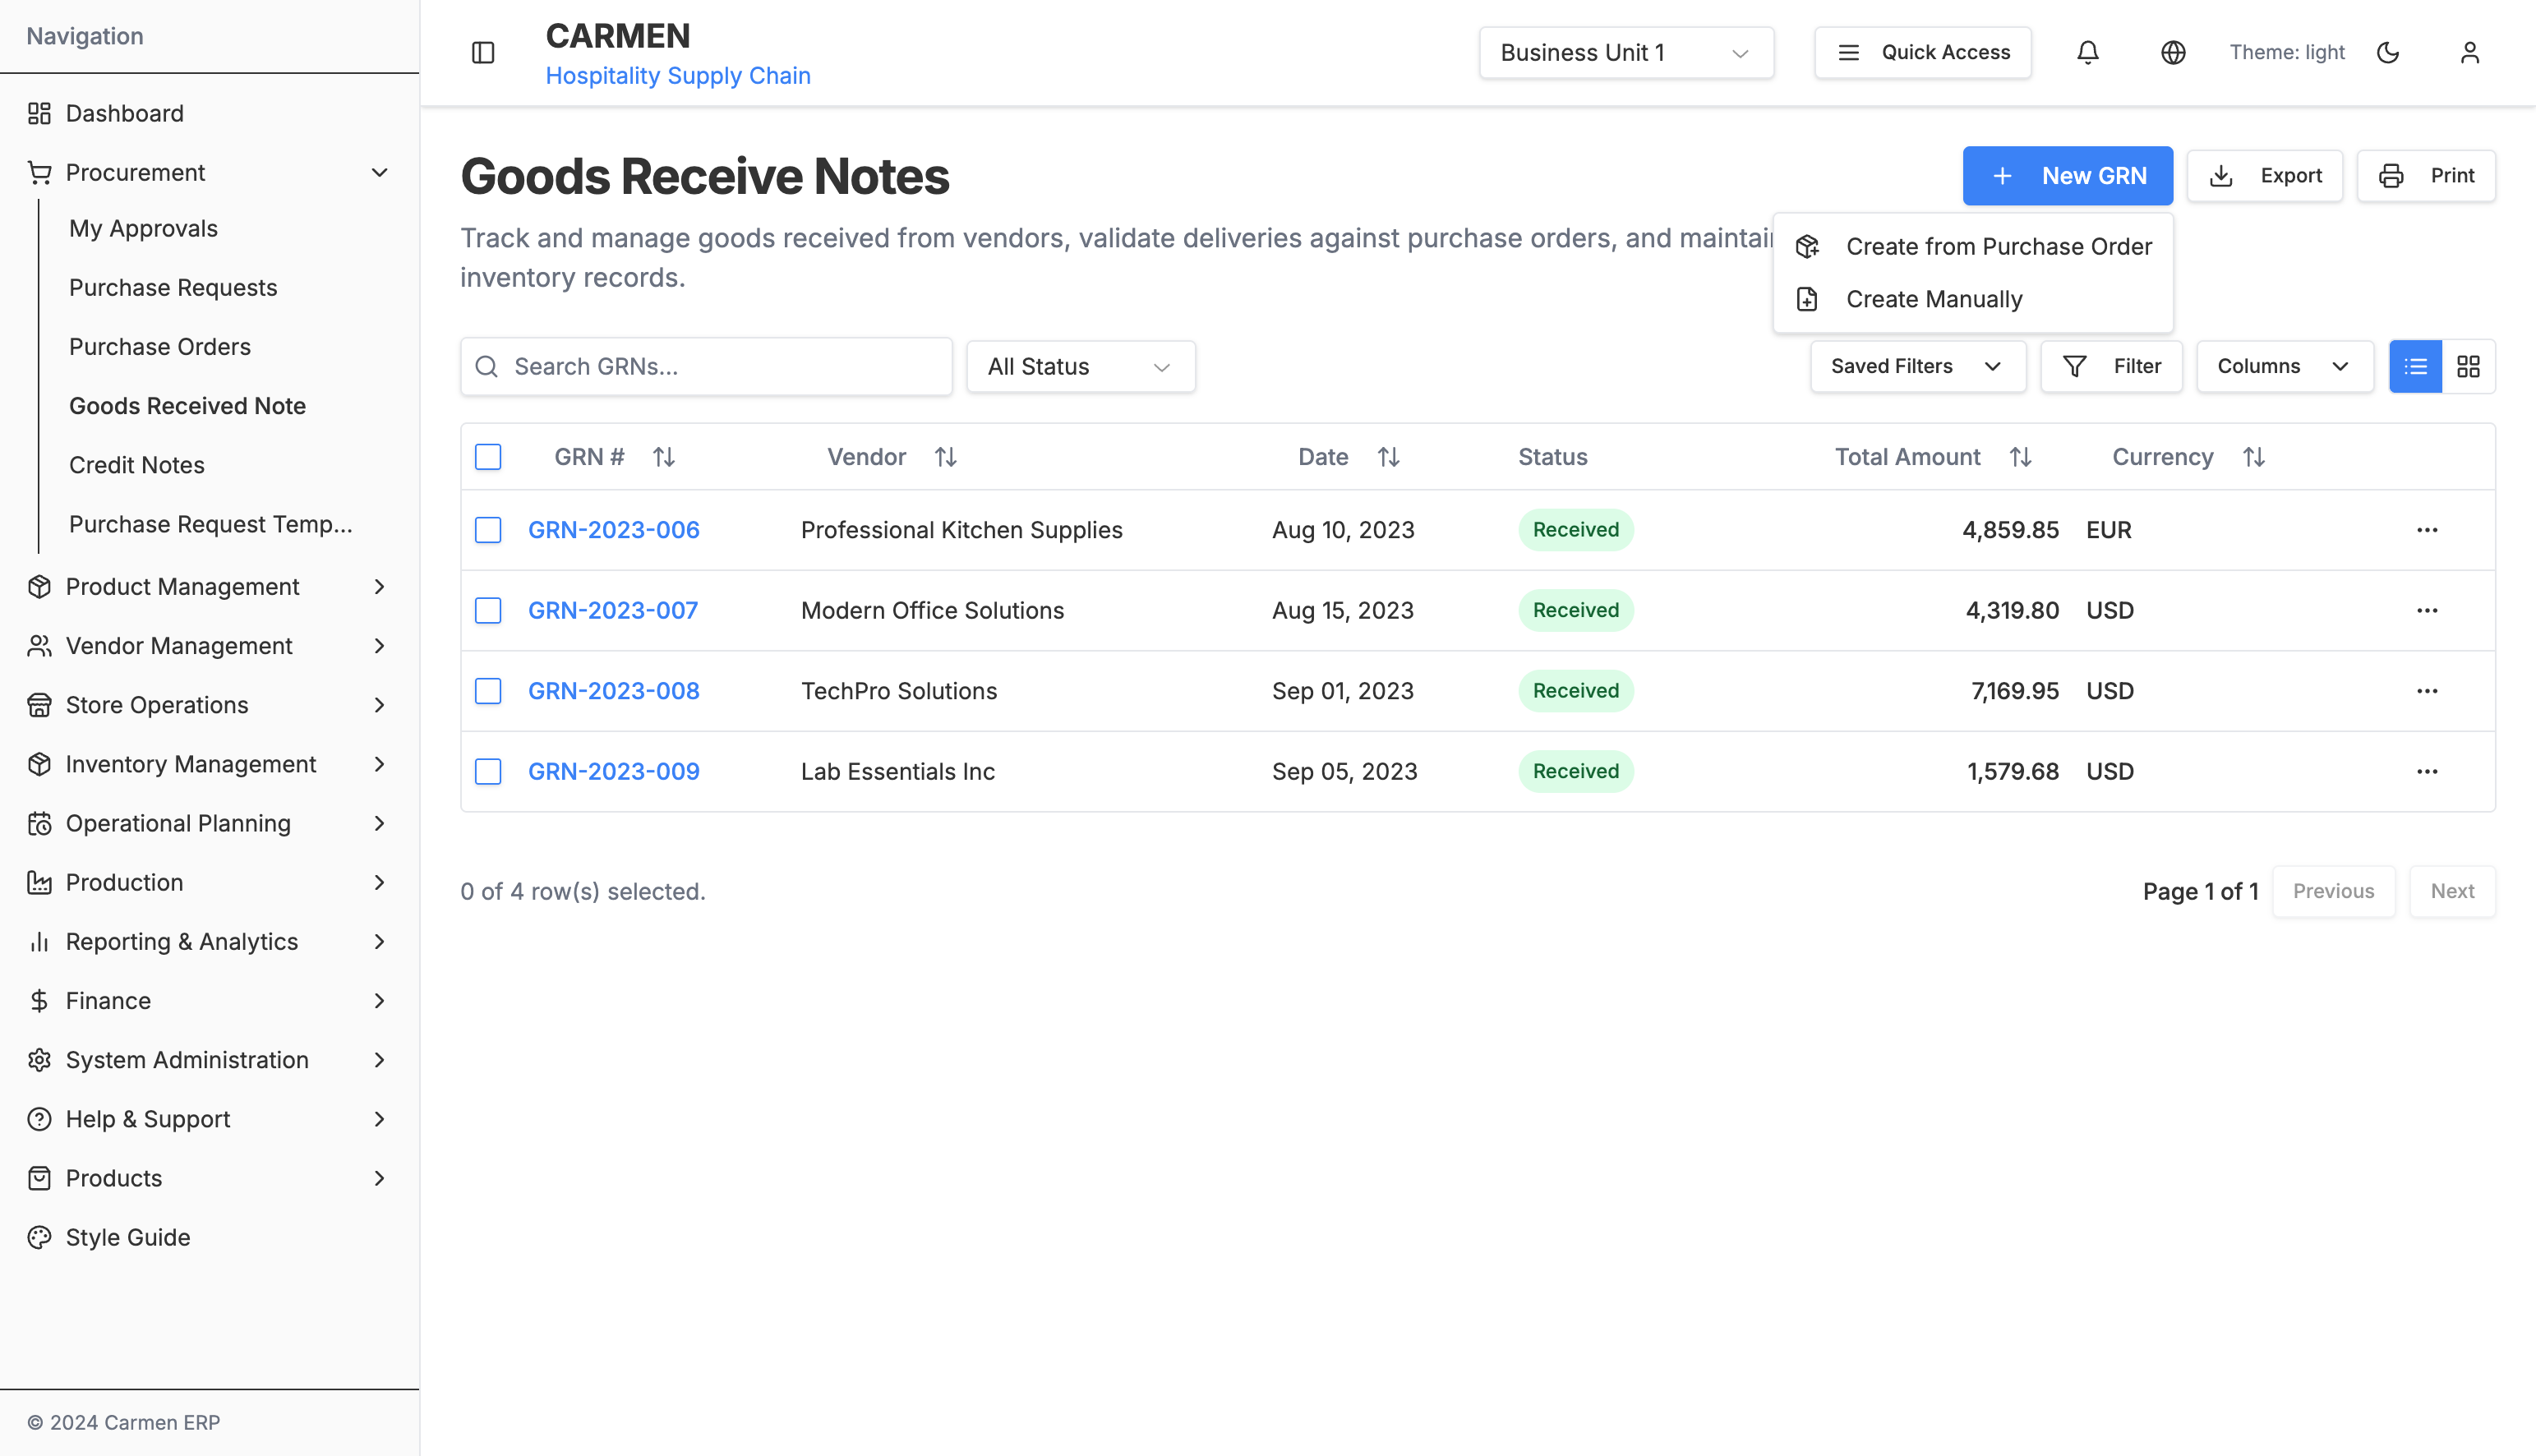 Navigation
Dashboard
Procurement
My Approvals
Purchase Requests
Purchase Orders
Goods Received Note
Credit Notes
Purchase Request Temp...
Product Management
Vendor Management
Store Operations
Inventory Management
Operational Planning
Production
Reporting & Analytics
Finance
System Administration
Help & Support
Products
Style Guide
© 2024 Carmen ERP
CARMEN
Hospitality Supply Chain
Business Unit 1
Quick Access
Theme: light
Goods Receive Notes
New GRN
Export
Print
Track and manage goods received from vendors, validate deliveries against purchase orders, and maintain
inventory records.
Create from Purchase Order
Create Manually
Search GRNs...
All Status
Saved Filters
Filter
Columns
GRN # Vendor Date Status Total Amount Currency
GRN-2023-006 Professional Kitchen Supplies Aug 10, 2023 Received 4,859.85 EUR
GRN-2023-007 Modern Office Solutions Aug 15, 2023 Received 4,319.80 USD
GRN-2023-008 TechPro Solutions Sep 01, 2023 Received 7,169.95 USD
GRN-2023-009 Lab Essentials Inc Sep 05, 2023 Received 1,579.68 USD
0 of 4 row(s) selected.
Page 1 of 1
Previous
Next